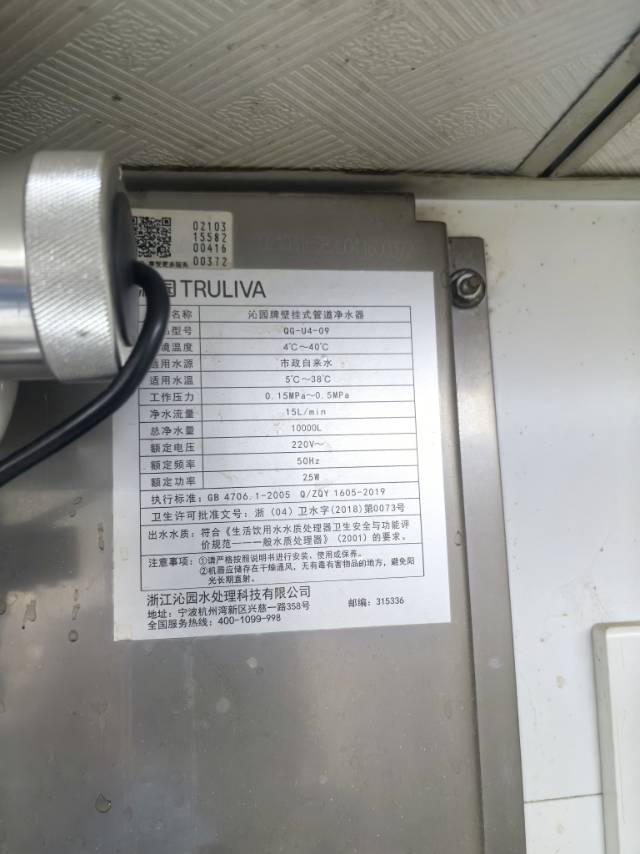 02103
15582
00416
00372
园 TRULIVA
名称 沁园牌壁挂式管道净水器
型号 QG-U4-09
温度 4℃~40℃
用水源 市政自来水
适用水温 5℃~38℃
工作压力 0.15MPa~0.5MPa
净水流量 15L/min
总净水量 10000L
额定电压 220V~
额定频率 50Hz
额定功率 25W
执行标准: GB 4706.1-2005 Q/ZQY 1605-2019
卫生许可批准文号: 浙 (04) 卫水字(2018)第0073号
出水水质: 符合《生活饮用水水质处理器卫生安全与功能评
价规范——一般水质处理器》(2001) 的要求。
注意事项: ①请严格按照说明书进行安装、使用或保养。
②机器应储存在干燥通风，无有毒有害物品的地方，避免阳
光长期直射。
浙江沁园水处理科技有限公司
地址: 宁波杭州湾新区兴慈一路358号 邮编: 315336
全国服务热线: 400-1099-998